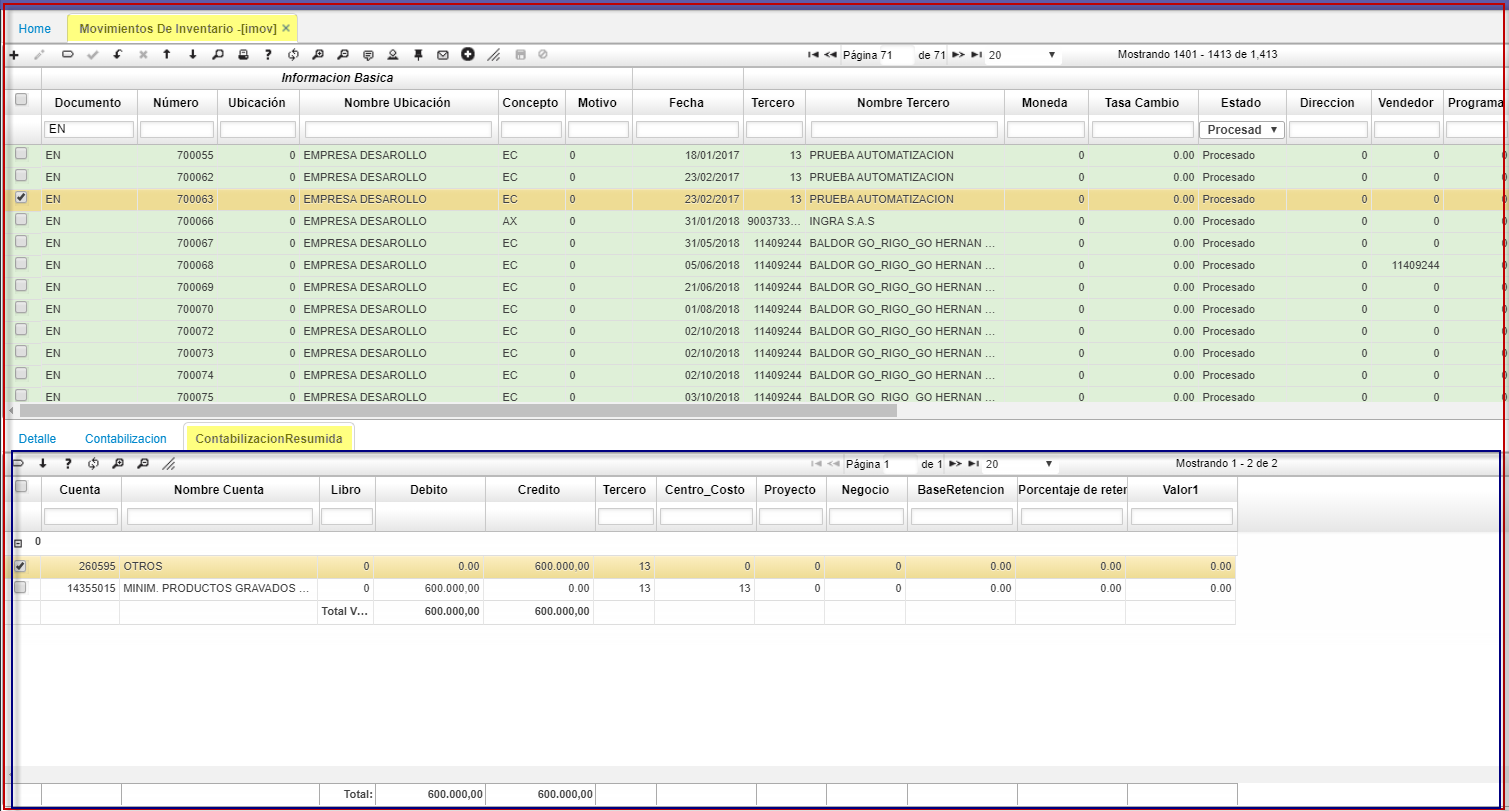 Home Movimientos De Inventario -[imov] ×
Página 71 de 71 20 Mostrando 1401 - 1413 de 1,413
Informacion Basica
Documento Número Ubicación Nombre Ubicación Concepto Motivo Fecha Tercero Nombre Tercero Moneda Tasa Cambio Estado Direccion Vendedor Programa
EN Procesad
EN 700055 0 EMPRESA DESAROLLO EC 0 18/01/2017 13 PRUEBA AUTOMATIZACION 0 0.00 Procesado 0 0 0
EN 700062 0 EMPRESA DESAROLLO EC 0 23/02/2017 13 PRUEBA AUTOMATIZACION 0 0.00 Procesado 0 0 0
EN 700063 0 EMPRESA DESAROLLO EC 0 23/02/2017 13 PRUEBA AUTOMATIZACION 0 0.00 Procesado 0 0 0
EN 700066 0 EMPRESA DESAROLLO AX 0 31/01/2018 9003733... INGRA S.A.S 0 0.00 Procesado 0 0 0
EN 700067 0 EMPRESA DESAROLLO EC 0 31/05/2018 11409244 BALDOR GO_RIGO_GO HERNAN ... 0 0.00 Procesado 0 0 0
EN 700068 0 EMPRESA DESAROLLO EC 0 05/06/2018 11409244 BALDOR GO_RIGO_GO HERNAN ... 0 0.00 Procesado 0 11409244 0
EN 700069 0 EMPRESA DESAROLLO EC 0 21/06/2018 11409244 BALDOR GO_RIGO_GO HERNAN ... 0 0.00 Procesado 0 0 0
EN 700070 0 EMPRESA DESAROLLO EC 0 01/08/2018 11409244 BALDOR GO_RIGO_GO HERNAN ... 0 0.00 Procesado 0 0 0
EN 700072 0 EMPRESA DESAROLLO EC 0 02/10/2018 11409244 BALDOR GO_RIGO_GO HERNAN ... 0 0.00 Procesado 0 0 0
EN 700073 0 EMPRESA DESAROLLO EC 0 02/10/2018 11409244 BALDOR GO_RIGO_GO HERNAN ... 0 0.00 Procesado 0 0 0
EN 700074 0 EMPRESA DESAROLLO EC 0 02/10/2018 11409244 BALDOR GO_RIGO_GO HERNAN ... 0 0.00 Procesado 0 0 0
EN 700075 0 EMPRESA DESAROLLO EC 0 03/10/2018 11409244 BALDOR GO_RIGO_GO HERNAN ... 0 0.00 Procesado 0 0 0
Detalle Contabilizacion ContabilizacionResumida
Página 1 de 1 20 Mostrando 1 - 2 de 2
Cuenta Nombre Cuenta Libro Debito Credito Tercero Centro_Costo Proyecto Negocio BaseRetencion Porcentaje de reter Valor1
0
260595 OTROS 0 0.00 600.000,00 13 0 0 0 0.00 0.00 0.00
14355015 MINIM. PRODUCTOS GRAVADOS ... 0 600.000,00 0.00 13 13 0 0 0.00 0.00 0.00
Total V... 600.000,00 600.000,00
Total: 600.000,00 600.000,00